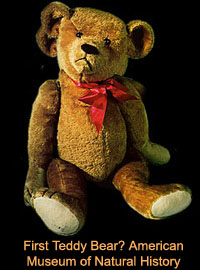 First Teddy Bear? American
Museum of Natural History